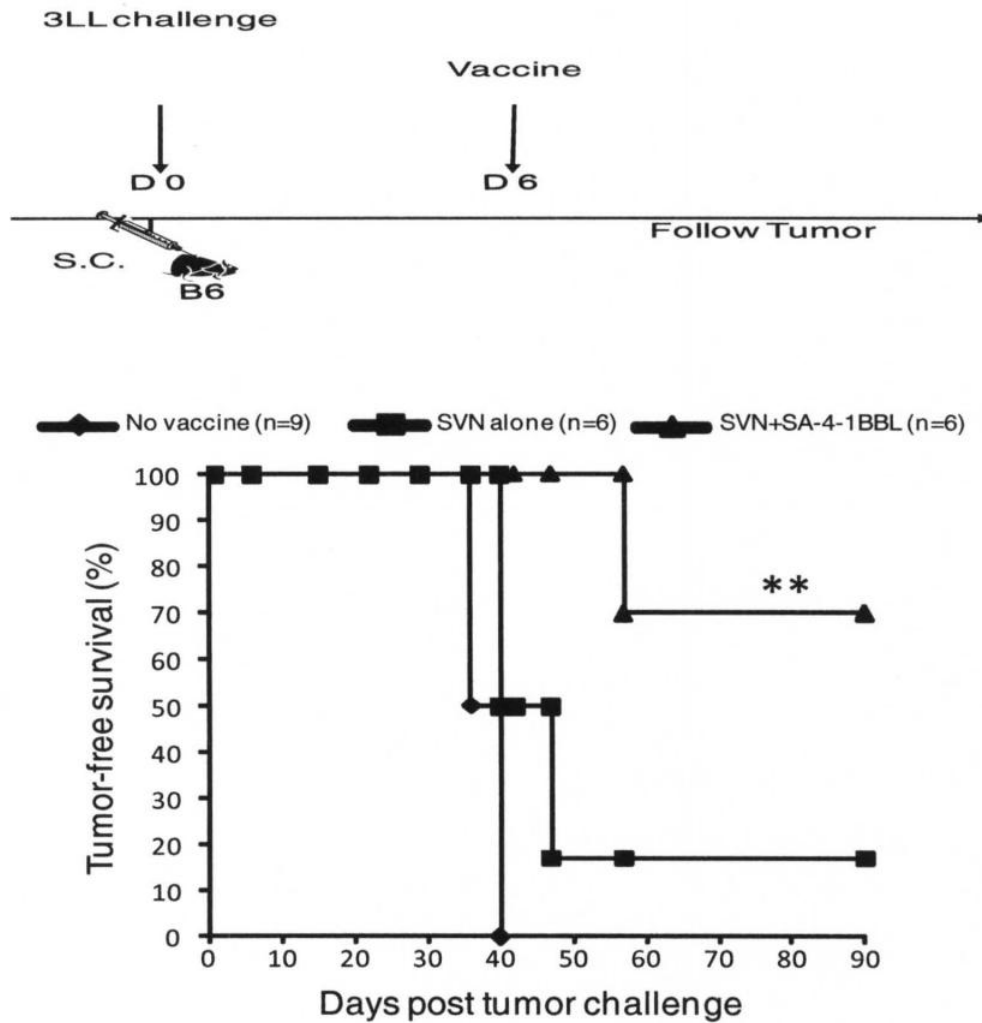 3LL challenge
Vaccine
D 0
D 6
Follow Tumor
S.C.
B6
No vaccine (n=9) SVN alone (n=6) SVN+SA-4-1BBL (n=6)
Tumor-free survival (%)
100
90
80
70
60
50
40
30
20
10
0
**
0 10 20 30 40 50 60 70 80 90
Days post tumor challenge